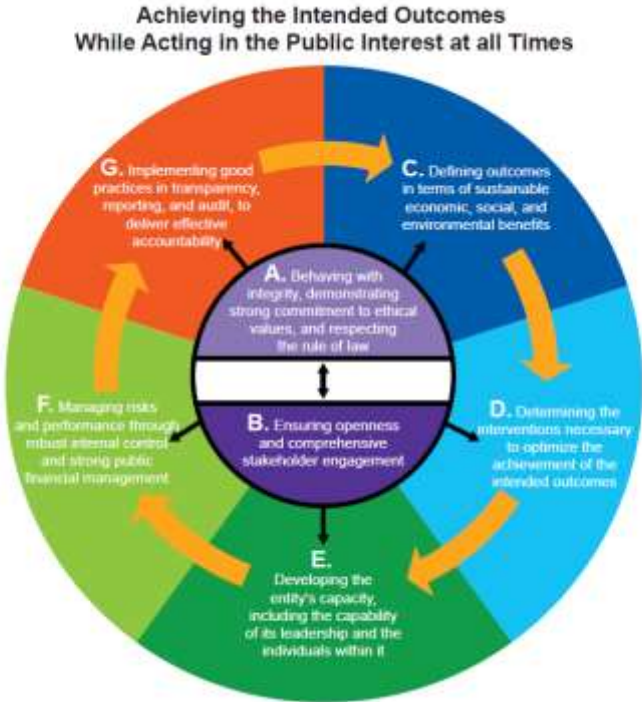 Achieving the Intended Outcomes
While Acting in the Public Interest at all Times
G. Implementing good
practices in transparency,
reporting, and audit, to
deliver effective
accountability
C. Defining outcomes
in terms of sustainable
economic, social, and
environmental benefits
A. Behaving with
integrity, demonstrating
strong commitment to ethical
values, and respecting
the rule of law
B. Ensuring openness
and comprehensive
stakeholder engagement
F. Managing risks
and performance through
robust internal control
and strong public
financial management
D. Determining the
interventions necessary
to optimize the
achievement of the
intended outcomes
E.
Developing the
entity's capacity,
including the capability
of its leadership and the
individuals within it